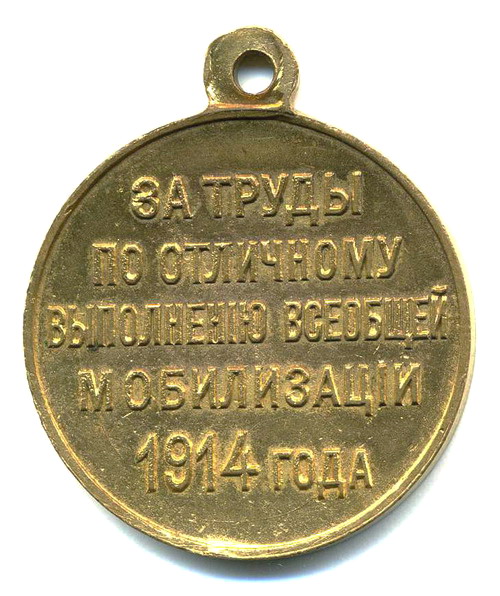 ЗА ТРУДЫ
ПО ОТЛИЧНОМУ
ВЫПОЛНЕНІЮ ВСЕОБЩЕЙ
МОБИЛИЗАЦІИ
1914 ГОДА